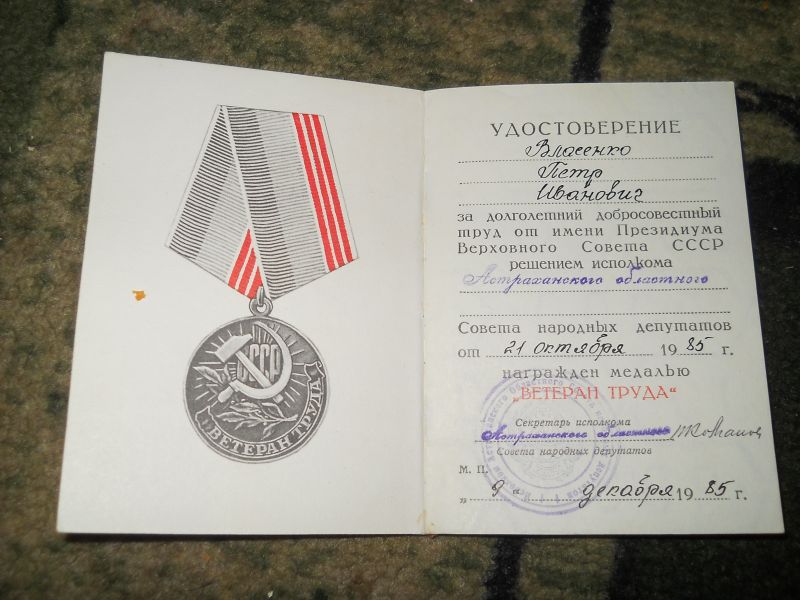 СССР
ВЕТЕРАН ТРУДА
УДОСТОВЕРЕНИЕ
Власенко
Петр
Иванович
за долголетний добросовестный
труд от имени Президиума
Верховного Совета СССР
решением исполкома
Астраханского областного
Совета народных депутатов
от 21 октября 1985 г.
награжден медалью
„ВЕТЕРАН ТРУДА“
Секретарь исполкома
Астраханского областного
Совета народных депутатов
М. П.
„9“ декабря 1985 г.